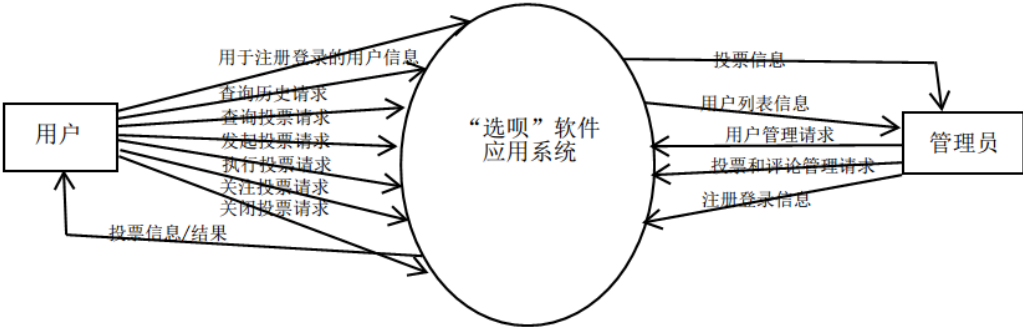 用于注册登录的用户信息
查询历史请求
查询投票请求
发起投票请求
执行投票请求
关注投票请求
关闭投票请求
投票信息/结果
用户
“选呗”软件
应用系统
投票信息
用户列表信息
用户管理请求
投票和评论管理请求
注册登录信息
管理员